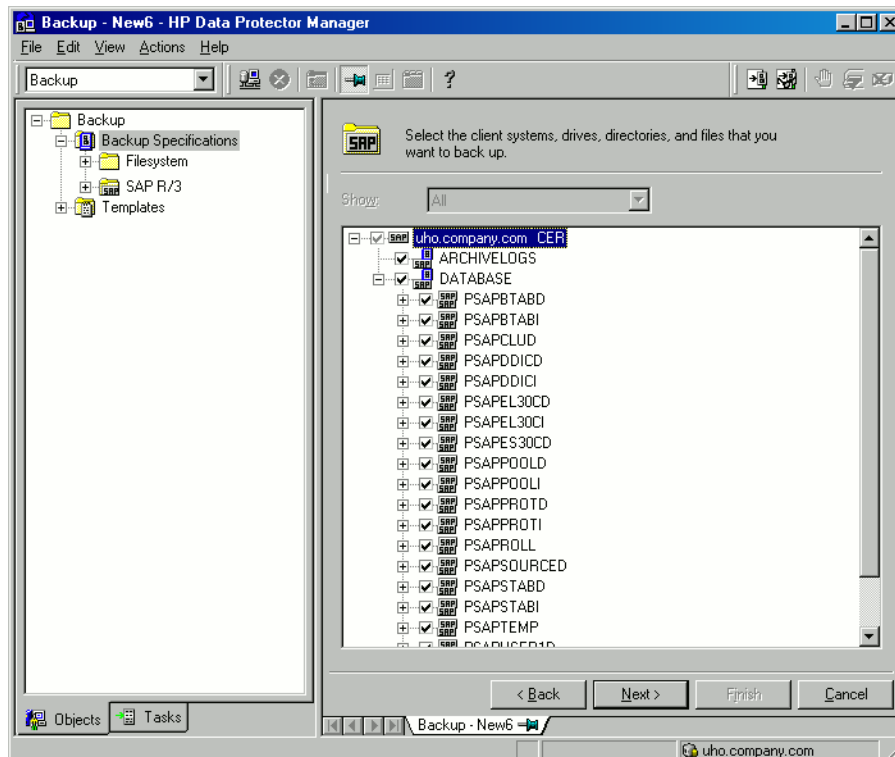 Backup - New6 - HP Data Protector Manager
File Edit View Actions Help
Backup
Backup
Backup Specifications
Filesystem
SAP R/3
Templates
Objects
Tasks
SAP
Select the client systems, drives, directories, and files that you
want to back up.
Show:
All
uho.company.com CER
ARCHIVELOGS
DATABASE
PSAPBTABD
PSAPBTABI
PSAPCLUD
PSAPDDICD
PSAPDDICI
PSAPEL30CD
PSAPEL30CI
PSAPES30CD
PSAPPOOLD
PSAPPOOLI
PSAPPROTD
PSAPPROTI
PSAPROLL
PSAPSOURCED
PSAPSTABD
PSAPSTABI
PSAPTEMP
PSAPUSER1D
< Back
Next >
Finish
Cancel
Backup - New6
uho.company.com